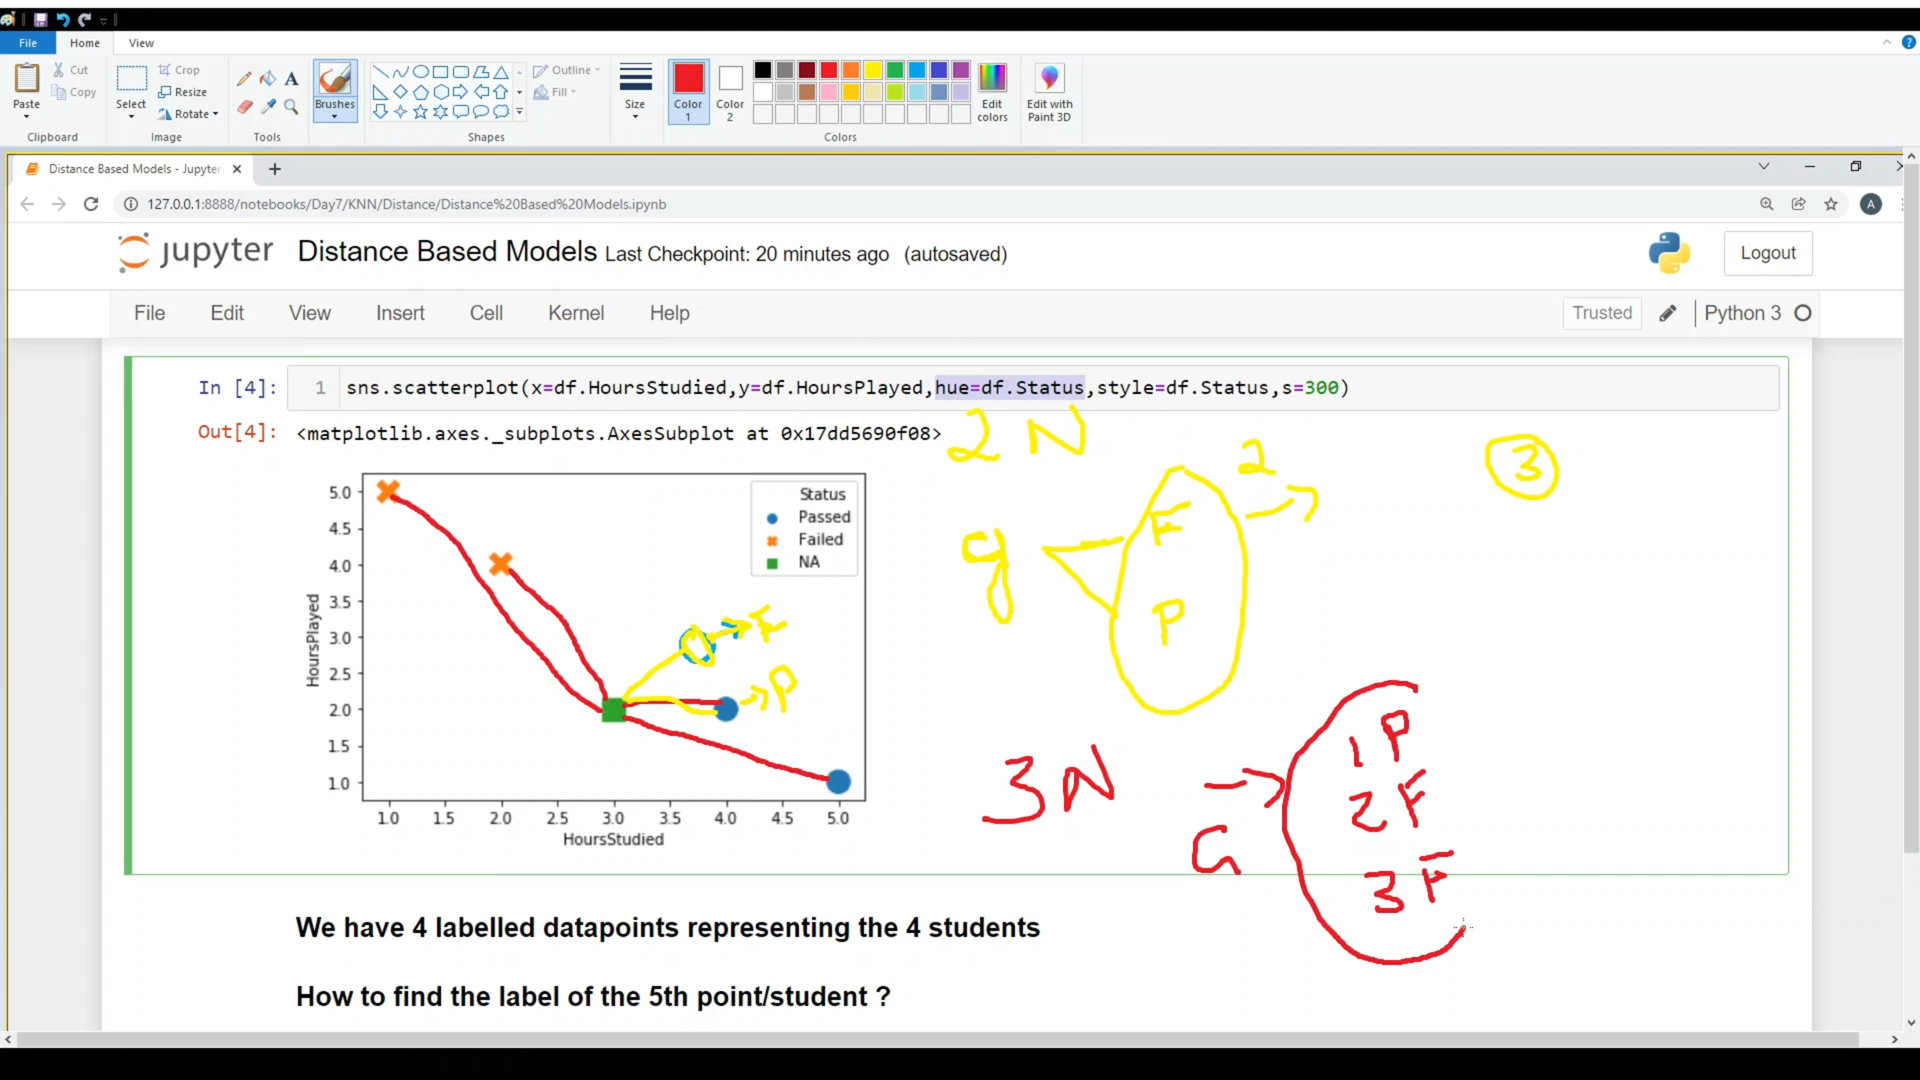 File Home View
Paste Cut Copy Select Crop Resize Rotate Brushes Outline Fill Size Color 1 Color 2 Edit colors Edit with Paint 3D
Clipboard Image Tools Shapes Colors
Distance Based Models - Jupyter
127.0.0.1:8888/notebooks/Day7/KNN/Distance/Distance%20Based%20Models.ipynb A
jupyter Distance Based Models Last Checkpoint: 20 minutes ago (autosaved) Logout
File Edit View Insert Cell Kernel Help Trusted Python 3
In [4]: 1 sns.scatterplot(x=df.HoursStudied,y=df.HoursPlayed,hue=df.Status,style=df.Status,s=300)
Out[4]: <matplotlib.axes._subplots.AxesSubplot at 0x17dd5690f08>
Status
Passed
Failed
NA
HoursPlayed
5.0
4.5
4.0
3.5
3.0
2.5
2.0
1.5
1.0
1.0 1.5 2.0 2.5 3.0 3.5 4.0 4.5 5.0
HoursStudied
P
2 N
2
3
F
g
P
3N
G
1 P
2 F
3 F
We have 4 labelled datapoints representing the 4 students
How to find the label of the 5th point/student ?